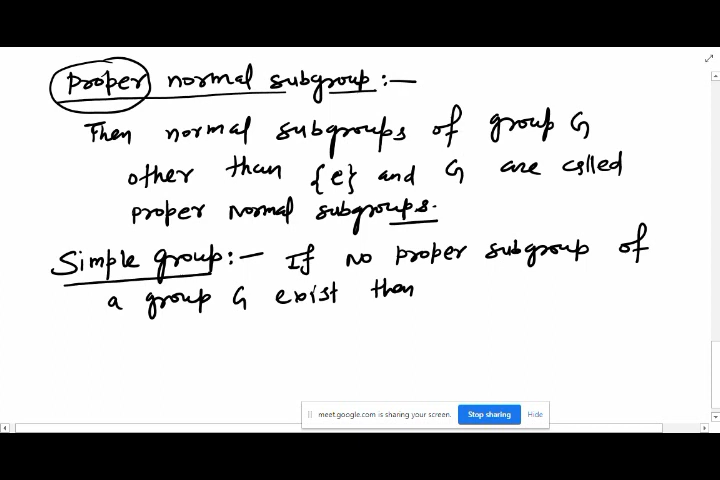 Proper normal subgroup :—
Then normal subgroups of group G
other than {e} and G are called
proper normal subgroups.
Simple group :— If no proper subgroup of
a group G exist then
meet.google.com is sharing your screen. Stop sharing Hide